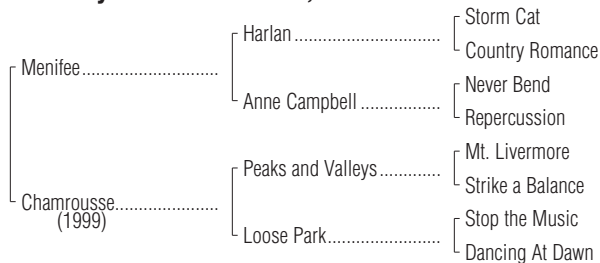 Storm Cat
Harlan ....................................
Country Romance
Menifee.................................
Never Bend
Anne Campbell ...................
Repercussion
Mt. Livermore
Peaks and Valleys...............
Strike a Balance
Chamrousse.........................
(1999)
Stop the Music
Loose Park...........................
Dancing At Dawn